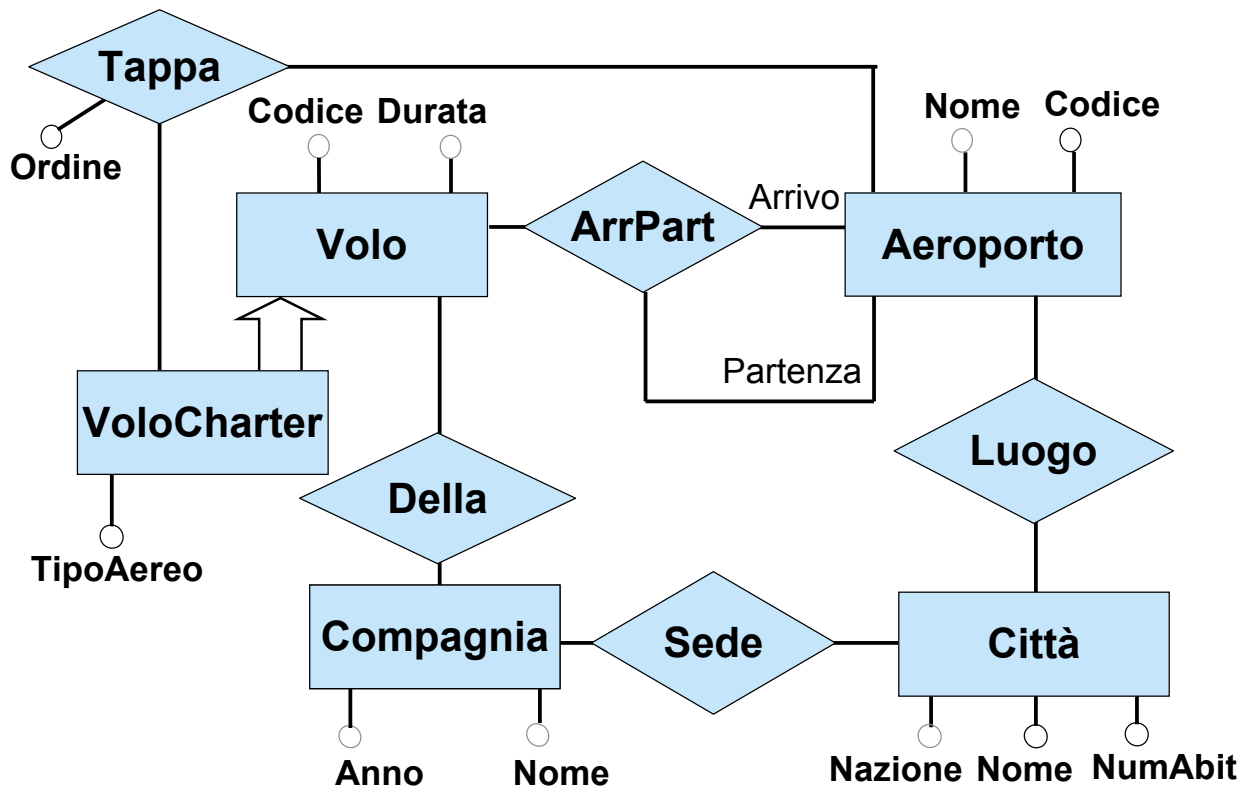 Tappa
Ordine
Codice Durata
Nome Codice
Volo
ArrPart
Arrivo
Aeroporto
Partenza
VoloCharter
TipoAereo
Della
Luogo
Compagnia
Sede
Città
Anno Nome
Nazione Nome NumAbit